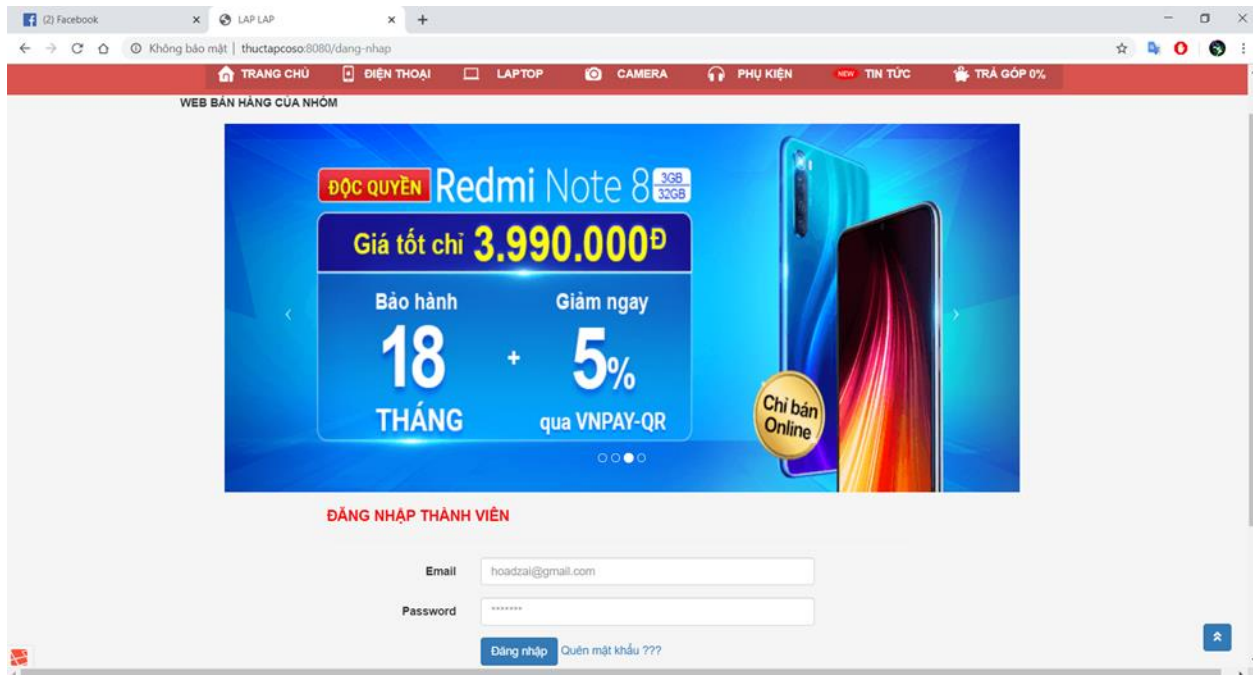 (2) Facebook
LAP LAP
Không bảo mật | thuctapcoso:8080/dang-nhap
TRANG CHỦ ĐIỆN THOẠI LAPTOP CAMERA PHỤ KIỆN NEW TIN TỨC TRẢ GÓP 0%
WEB BÁN HÀNG CỦA NHÓM
ĐỘC QUYỀN Redmi Note 8 3GB 32GB
Giá tốt chỉ 3.990.000Đ
Bảo hành Giảm ngay
18 + 5%
THÁNG qua VNPAY-QR
Chỉ bán
Online
ĐĂNG NHẬP THÀNH VIÊN
Email hoadzai@gmail.com
Password *******
Đăng nhập Quên mật khẩu ???